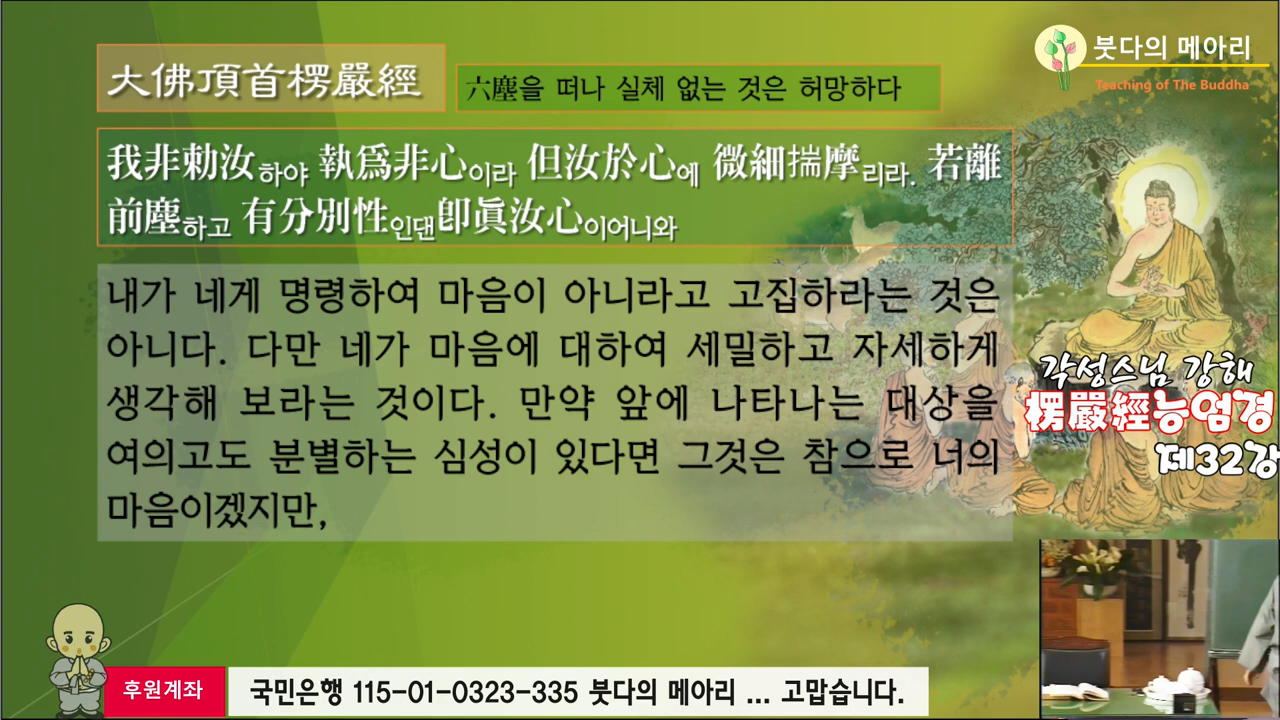 大佛頂首楞嚴經
六塵을 떠나 실체 없는 것은 허망하다
붓다의 메아리
Teaching of The Buddha
我非勅汝하야 執爲非心이라 但汝於心에 微細揣摩리라. 若離
前塵하고 有分別性인댄卽眞汝心이어니와
내가 네게 명령하여 마음이 아니라고 고집하라는 것은
아니다. 다만 네가 마음에 대하여 세밀하고 자세하게
생각해 보라는 것이다. 만약 앞에 나타나는 대상을
여의고도 분별하는 심성이 있다면 그것은 참으로 너의
마음이겠지만,
각성스님 강해
楞嚴經능엄경
제32강
후원계좌
국민은행 115-01-0323-335 붓다의 메아리 ... 고맙습니다.